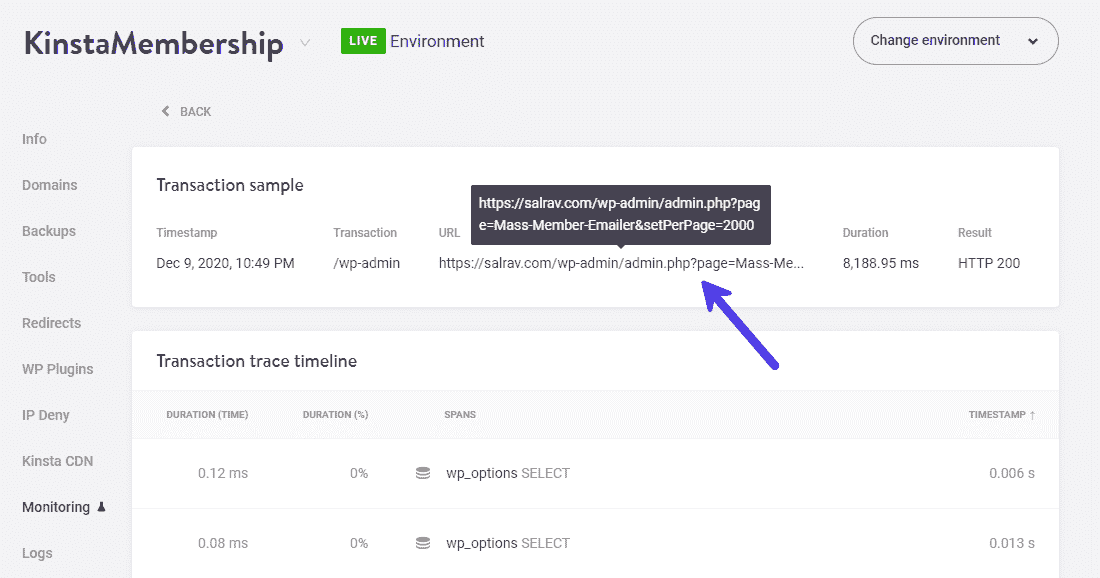 KinstaMembership
LIVE Environment
Change environment
BACK
Info
Domains
Backups
Tools
Redirects
WP Plugins
IP Deny
Kinsta CDN
Monitoring
Logs
Transaction sample
https://salrav.com/wp-admin/admin.php?pag
e=Mass-Member-Emailer&setPerPage=2000
Timestamp Transaction URL Duration Result
Dec 9, 2020, 10:49 PM /wp-admin https://salrav.com/wp-admin/admin.php?page=Mass-Me... 8,188.95 ms HTTP 200
Transaction trace timeline
DURATION (TIME) DURATION (%) SPANS TIMESTAMP ↑
0.12 ms 0% wp_options SELECT 0.006 s
0.08 ms 0% wp_options SELECT 0.013 s